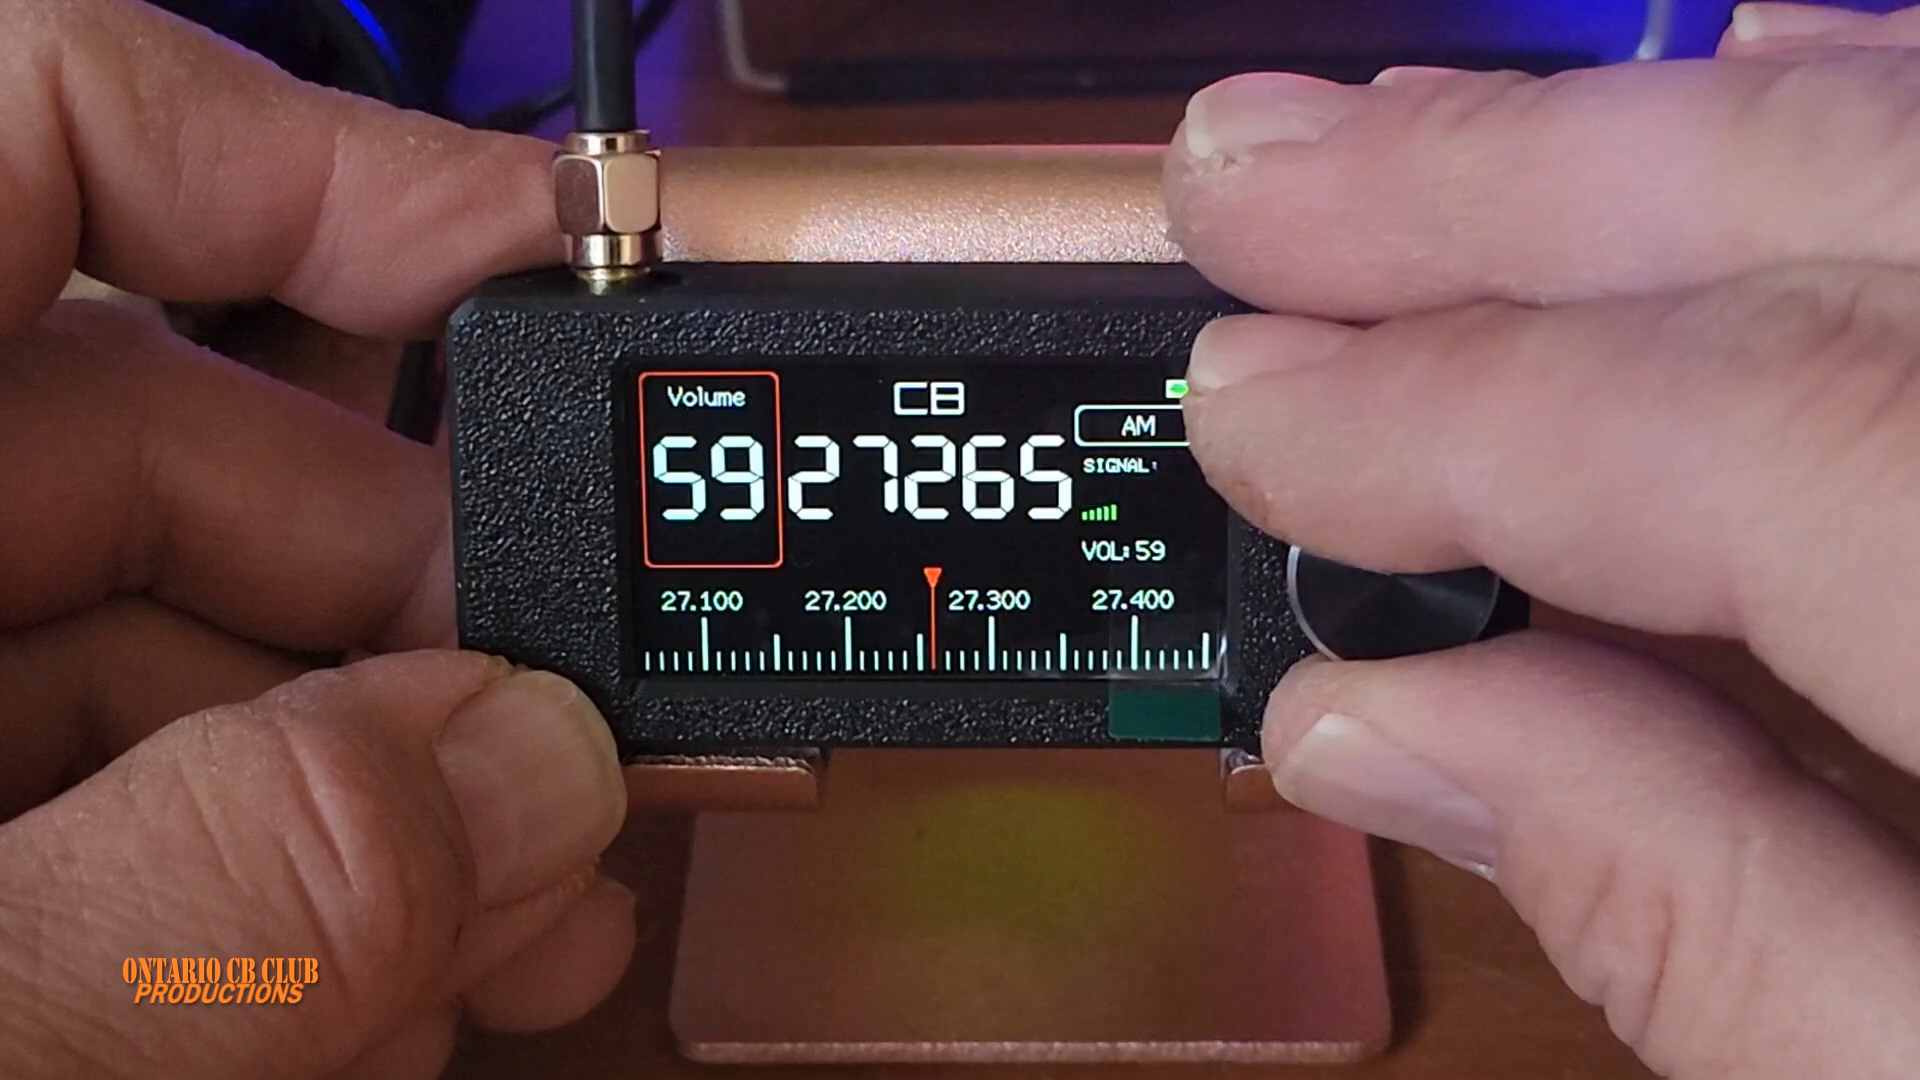 Volume
CB
AM
59
27265
SIGNAL:
VOL: 59
27.100 27.200 27.300 27.400
ONTARIO CB CLUB
PRODUCTIONS